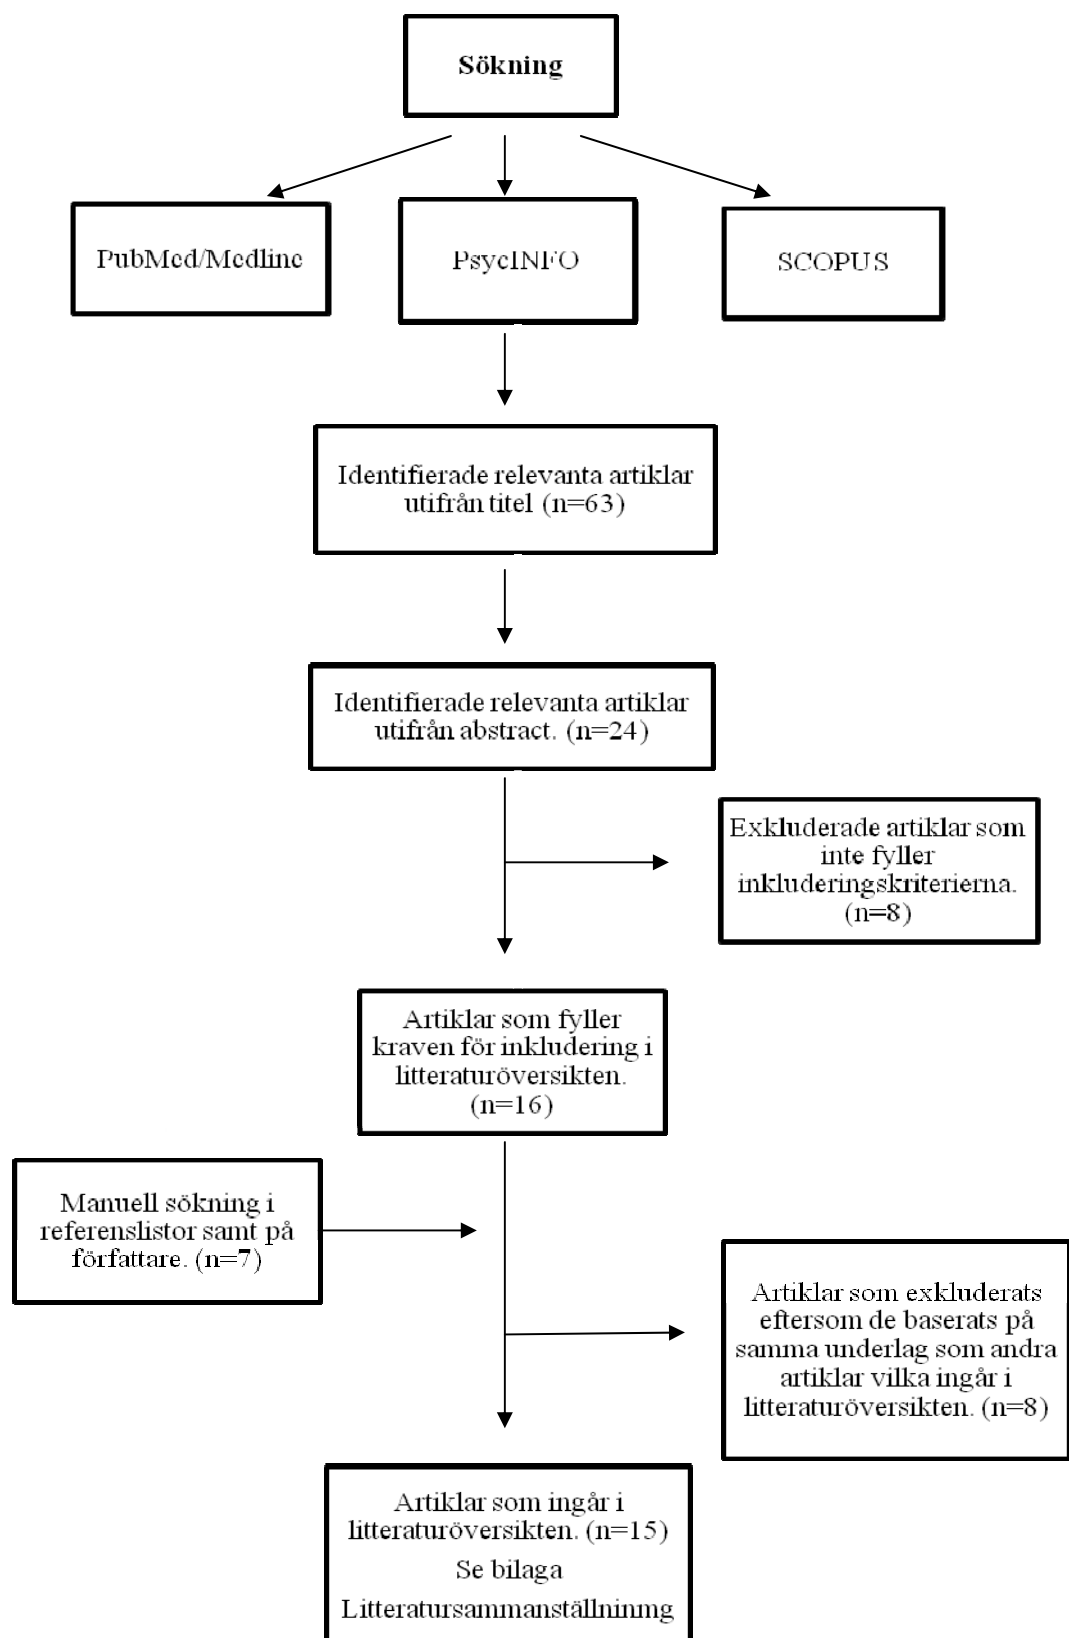 Sökning
PubMed/Medline
PsycINFO
SCOPUS
Identifierade relevanta artiklar
utifrån titel (n=63)
Identifierade relevanta artiklar
utifrån abstract. (n=24)
Exkluderade artiklar som
inte fyller
inkluderingskriterierna.
(n=8)
Artiklar som fyller
kraven för inkludering i
litteraturöversikten.
(n=16)
Manuell sökning i
referenslistor samt på
författare. (n=7)
Artiklar som exkluderats
eftersom de baserats på
samma underlag som andra
artiklar vilka ingår i
litteraturöversikten. (n=8)
Artiklar som ingår i
litteraturöversikten. (n=15)
Se bilaga
Litteratursammanställninmg